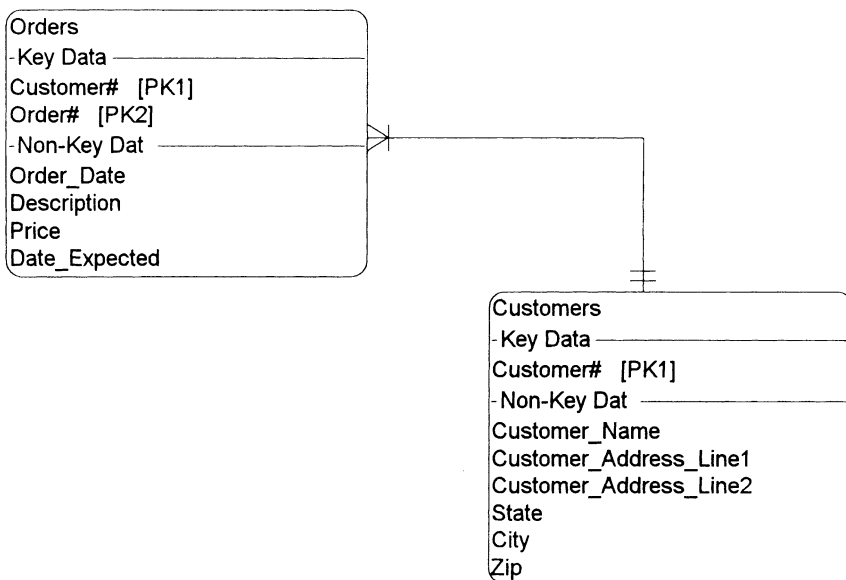 Orders
-Key Data
Customer# [PK1]
Order# [PK2]
-Non-Key Dat
Order_Date
Description
Price
Date_Expected
Customers
-Key Data
Customer# [PK1]
-Non-Key Dat
Customer_Name
Customer_Address_Line1
Customer_Address_Line2
State
City
Zip